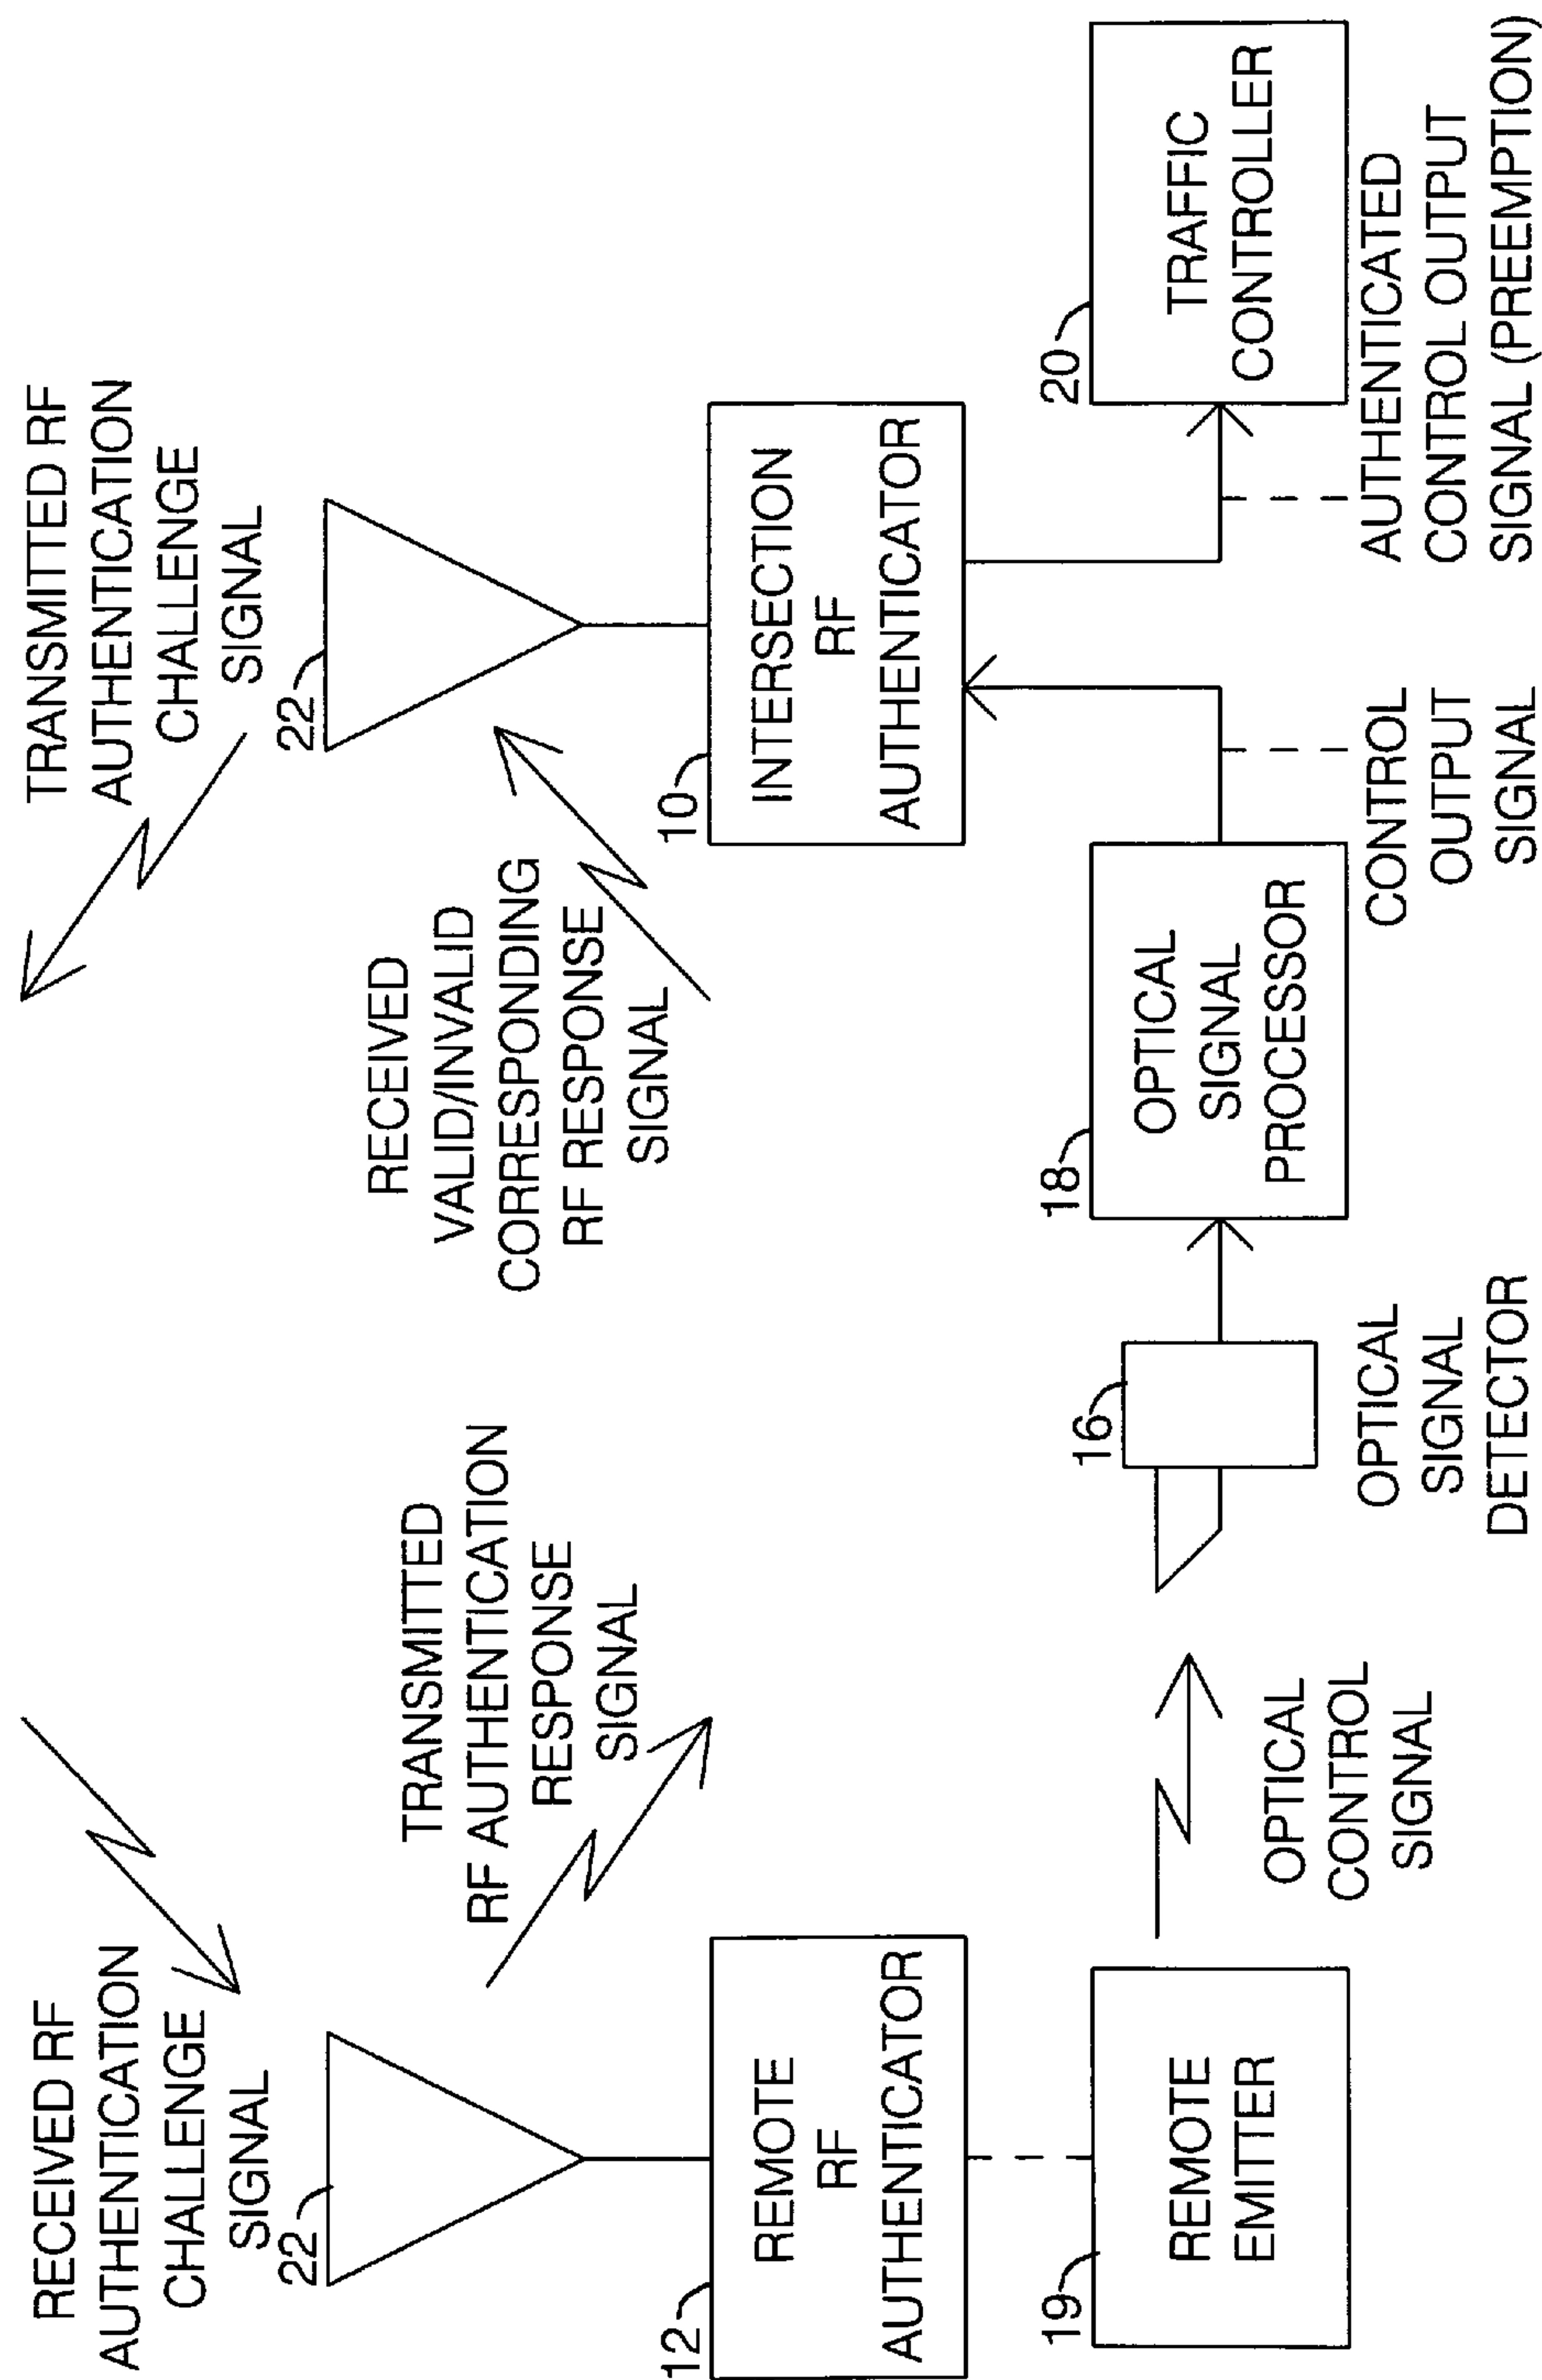 RECEIVED RF
AUTHENTICATION
CHALLENGE
SIGNAL
22
12
REMOTE
RF
AUTHENTICATOR
19
REMOTE
EMITTER
TRANSMITTED
RF AUTHENTICATION
RESPONSE
SIGNAL
OPTICAL
CONTROL
SIGNAL
16
OPTICAL
SIGNAL
DETECTOR
RECEIVED
VALID/INVALID
CORRESPONDING
RF RESPONSE
SIGNAL
18
OPTICAL
SIGNAL
PROCESSOR
TRANSMITTED RF
AUTHENTICATION
CHALLENGE
SIGNAL
22
10
INTERSECTION
RF
AUTHENTICATOR
CONTROL
OUTPUT
SIGNAL
20
TRAFFIC
CONTROLLER
AUTHENTICATED
CONTROL OUTPUT
SIGNAL (PREEMPTION)